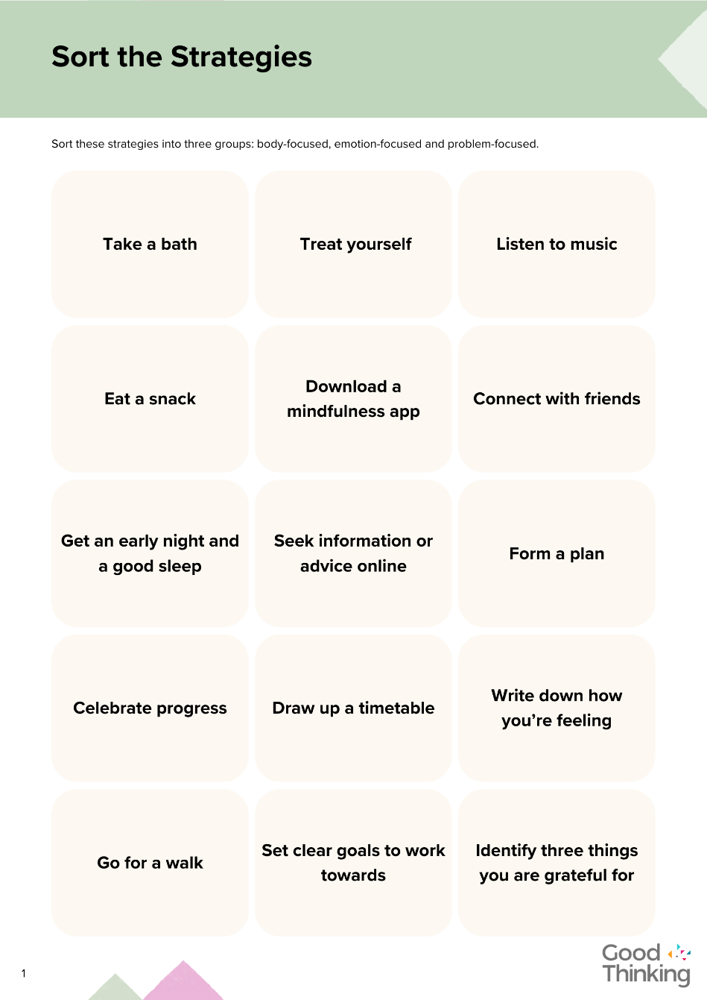 Sort the Strategies
Sort these strategies into three groups: body-focused, emotion-focused and problem-focused.
Take a bath
Treat yourself
Listen to music
Eat a snack
Download a
mindfulness app
Connect with friends
Get an early night and
a good sleep
Seek information or
advice online
Form a plan
Celebrate progress
Draw up a timetable
Write down how
you’re feeling
Go for a walk
Set clear goals to work
towards
Identify three things
you are grateful for
1
Good
Thinking